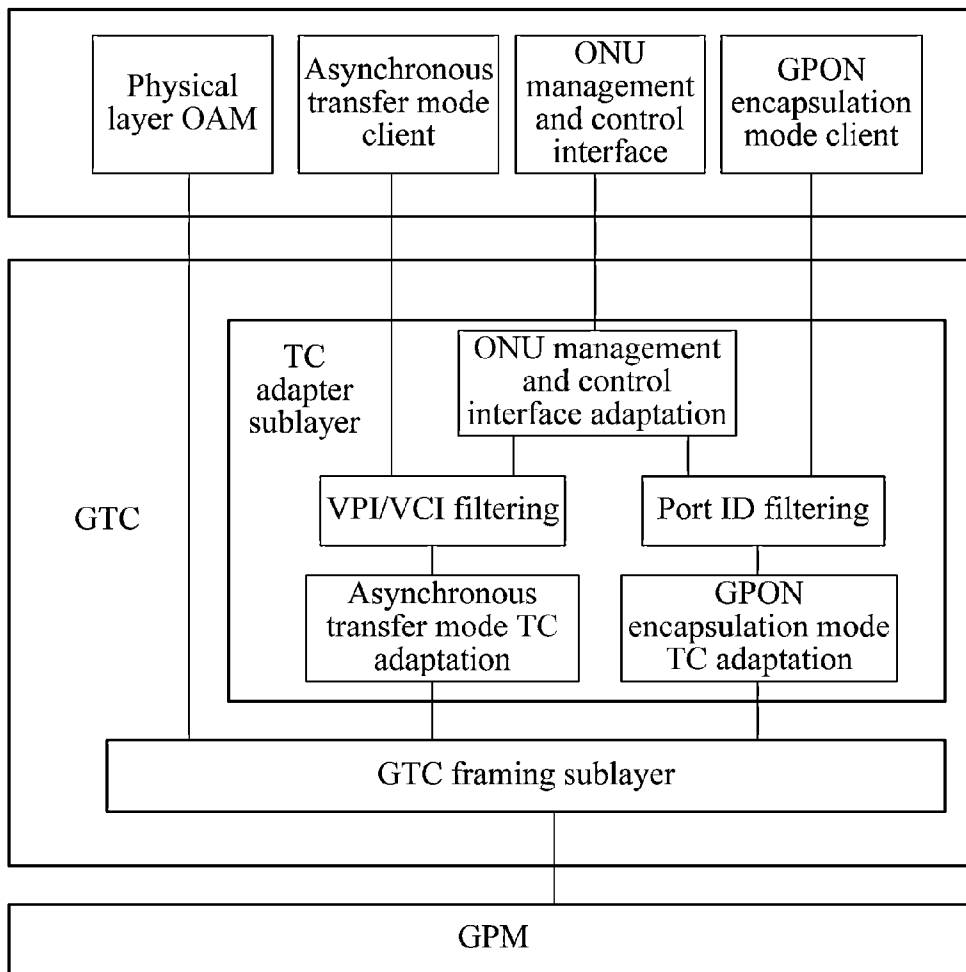 Physical
layer OAM
Asynchronous
transfer mode
client
ONU
management
and control
interface
GPON
encapsulation
mode client
TC
adapter
sublayer
ONU management
and control
interface adaptation
GTC
VPI/VCI filtering
Port ID filtering
Asynchronous
transfer mode TC
adaptation
GPON
encapsulation mode
TC adaptation
GTC framing sublayer
GPM